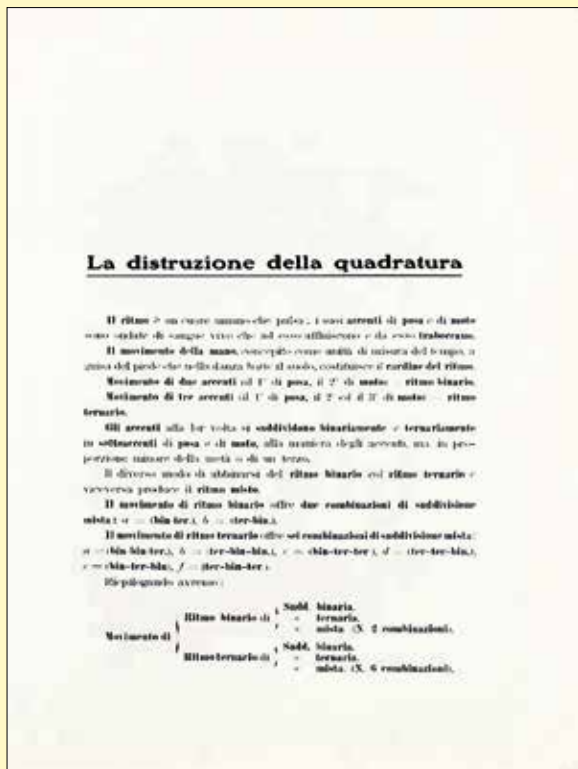 La distruzione della quadratura
Il ritmo è un cuore umano che pulsa; i suoi accenti di posa e di moto
sono ondate di sangue vivo che ad esso affluiscono e da esso traboccano.
Il movimento della mano, concepito come unità di misura del tempo, a
guisa del piede che nella danza batte al suolo, costituisce il cardine del ritmo.
Movimento di due accenti (il 1° di posa, il 2° di moto) = ritmo binario.
Movimento di tre accenti (il 1° di posa, il 2° ed il 3° di moto) = ritmo
ternario.
Gli accenti alla lor volta si suddividono binariamente e ternariamente
in sottoaccenti di posa e di moto, alla maniera degli accenti, ma in pro-
porzione minore della metà o di un terzo.
Il diverso modo di abbinarsi del ritmo binario col ritmo ternario e
viceversa produce il ritmo misto.
Il movimento di ritmo binario offre due combinazioni di suddivisione
mista: a = (bin-ter.), b = (ter-bin.).
Il movimento di ritmo ternario offre sei combinazioni di suddivisione mista:
a = (bin-bin-ter.), b = (ter-bin-bin.), c = (bin-ter-ter.), d = (ter-ter-bin.),
e = (bin-ter-bin), f = (ter-bin-ter.).
Riepilogando avremo:
Movimento di
Ritmo binario di
Sudd. binaria.
» ternaria.
» mista (N. 2 combinazioni).
Ritmo ternario di
Sudd. binaria.
» ternaria.
» mista (N. 6 combinazioni).